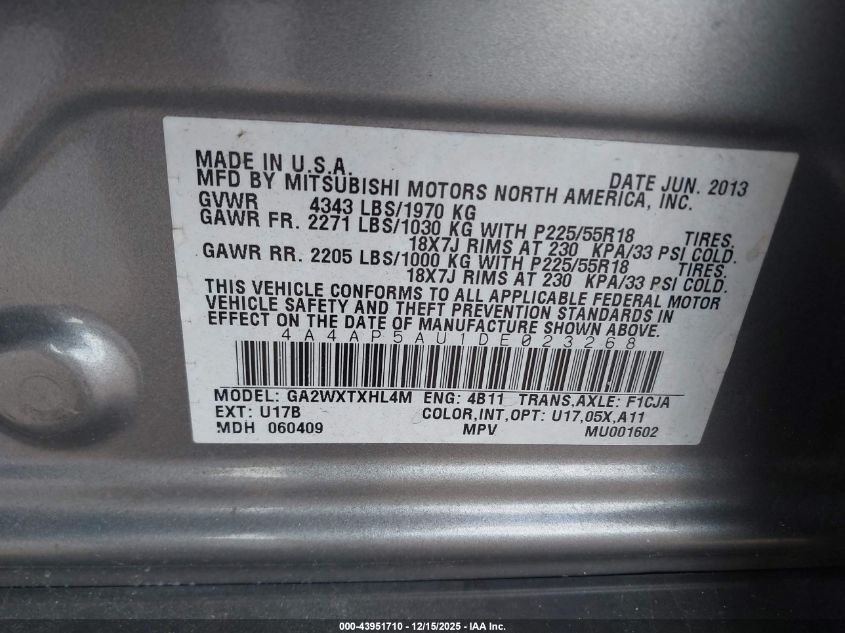 MADE IN U.S.A. DATE JUN. 2013
MFD BY MITSUBISHI MOTORS NORTH AMERICA, INC.
GVWR 4343 LBS/1970 KG
GAWR FR. 2271 LBS/1030 KG WITH P225/55R18 TIRES.
18X7J RIMS AT 230 KPA/33 PSI COLD.
GAWR RR. 2205 LBS/1000 KG WITH P225/55R18 TIRES.
18X7J RIMS AT 230 KPA/33 PSI COLD.
THIS VEHICLE CONFORMS TO ALL APPLICABLE FEDERAL MOTOR
VEHICLE SAFETY AND THEFT PREVENTION STANDARDS IN
EFFECT ON THE DATE OF MANUFACTURE SHOWN ABOVE.
4A4AP5AU1DE023268
MODEL: GA2WXTXHL4M ENG: 4B11 TRANS,AXLE: F1CJA
EXT: U17B COLOR,INT,OPT: U17,05X,A11
MDH 060409 MPV MU001602
000-43951710 - 12/15/2025 - IAA Inc.